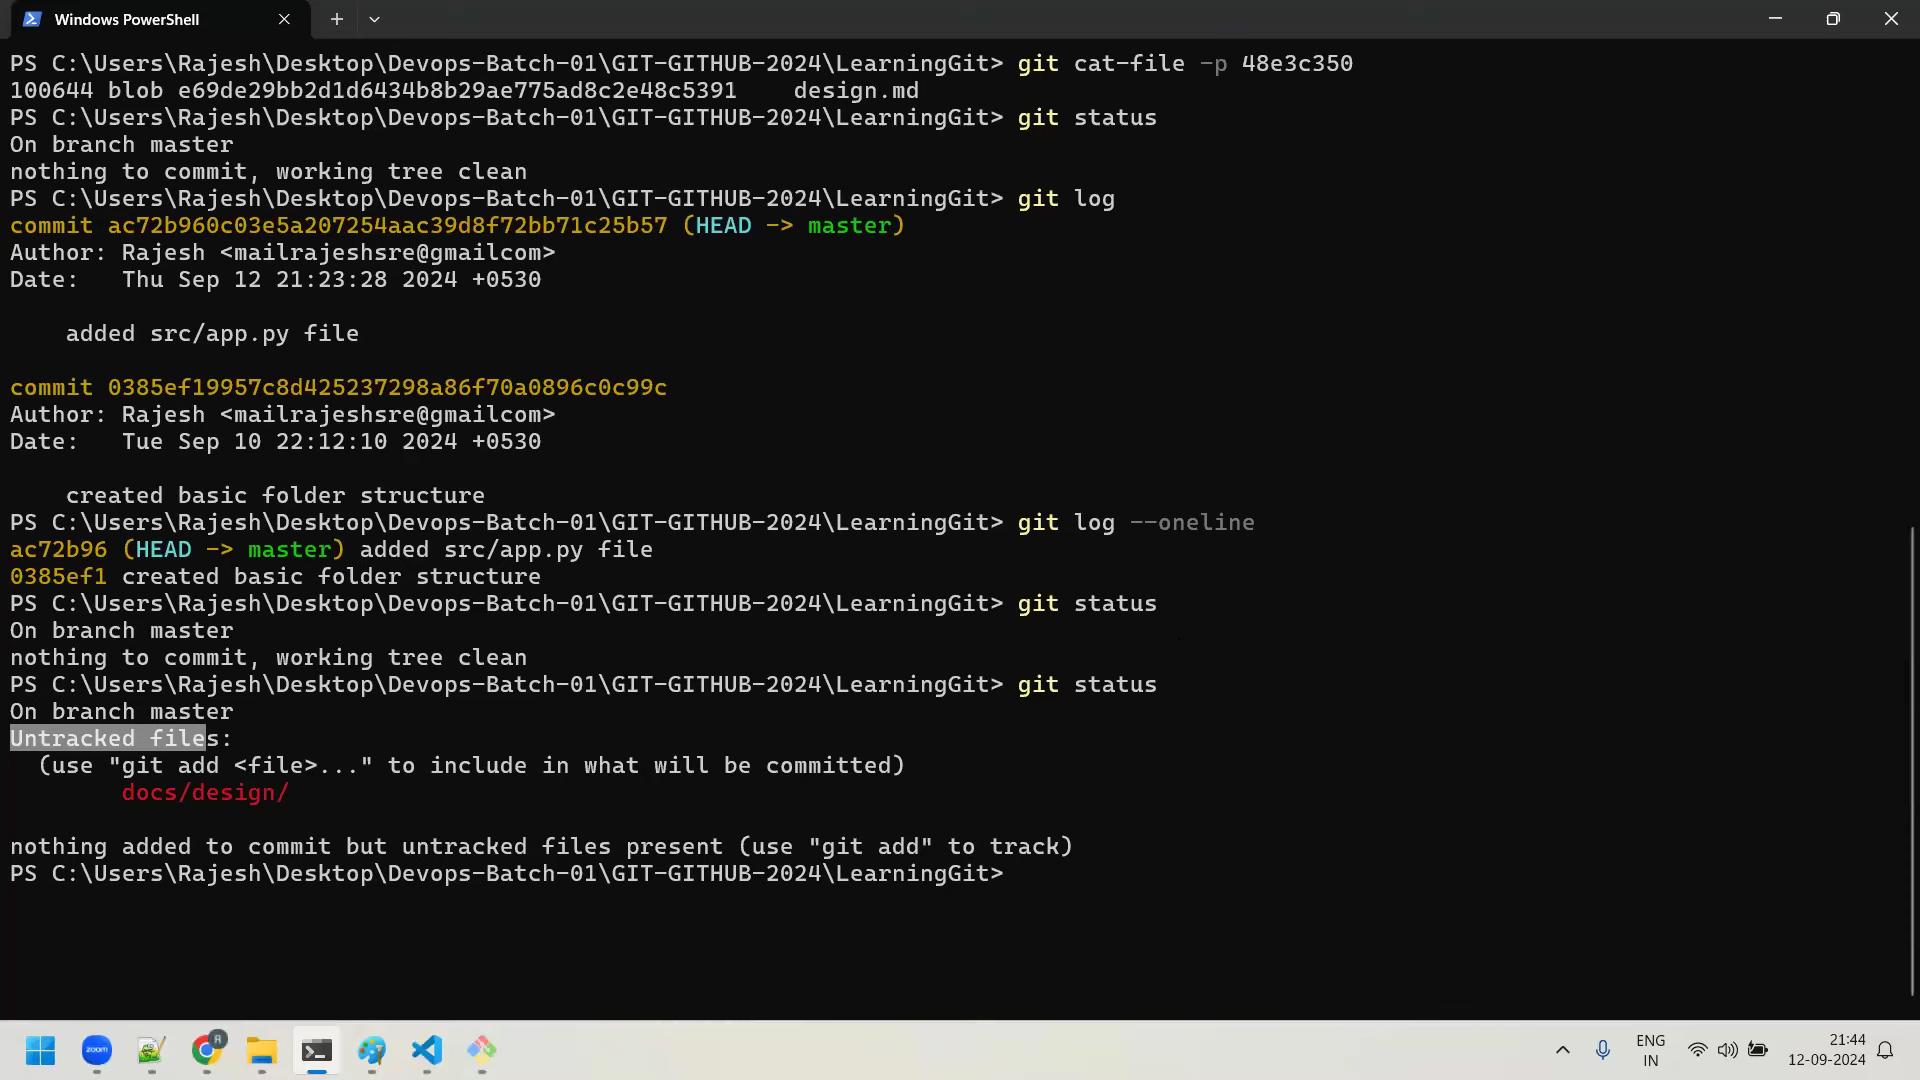 Windows PowerShell
PS C:\Users\Rajesh\Desktop\Devops-Batch-01\GIT-GITHUB-2024\LearningGit> git cat-file -p 48e3c350
100644 blob e69de29bb2d1d6434b8b29ae775ad8c2e48c5391    design.md
PS C:\Users\Rajesh\Desktop\Devops-Batch-01\GIT-GITHUB-2024\LearningGit> git status
On branch master
nothing to commit, working tree clean
PS C:\Users\Rajesh\Desktop\Devops-Batch-01\GIT-GITHUB-2024\LearningGit> git log
commit ac72b960c03e5a207254aac39d8f72bb71c25b57 (HEAD -> master)
Author: Rajesh <mailrajeshsre@gmailcom>
Date:   Thu Sep 12 21:23:28 2024 +0530
    added src/app.py file
commit 0385ef19957c8d425237298a86f70a0896c0c99c
Author: Rajesh <mailrajeshsre@gmailcom>
Date:   Tue Sep 10 22:12:10 2024 +0530
    created basic folder structure
PS C:\Users\Rajesh\Desktop\Devops-Batch-01\GIT-GITHUB-2024\LearningGit> git log --oneline
ac72b96 (HEAD -> master) added src/app.py file
0385ef1 created basic folder structure
PS C:\Users\Rajesh\Desktop\Devops-Batch-01\GIT-GITHUB-2024\LearningGit> git status
On branch master
nothing to commit, working tree clean
PS C:\Users\Rajesh\Desktop\Devops-Batch-01\GIT-GITHUB-2024\LearningGit> git status
On branch master
Untracked files:
  (use "git add <file>..." to include in what will be committed)
        docs/design/
nothing added to commit but untracked files present (use "git add" to track)
PS C:\Users\Rajesh\Desktop\Devops-Batch-01\GIT-GITHUB-2024\LearningGit>
zoom
R
ENG
IN
21:44
12-09-2024